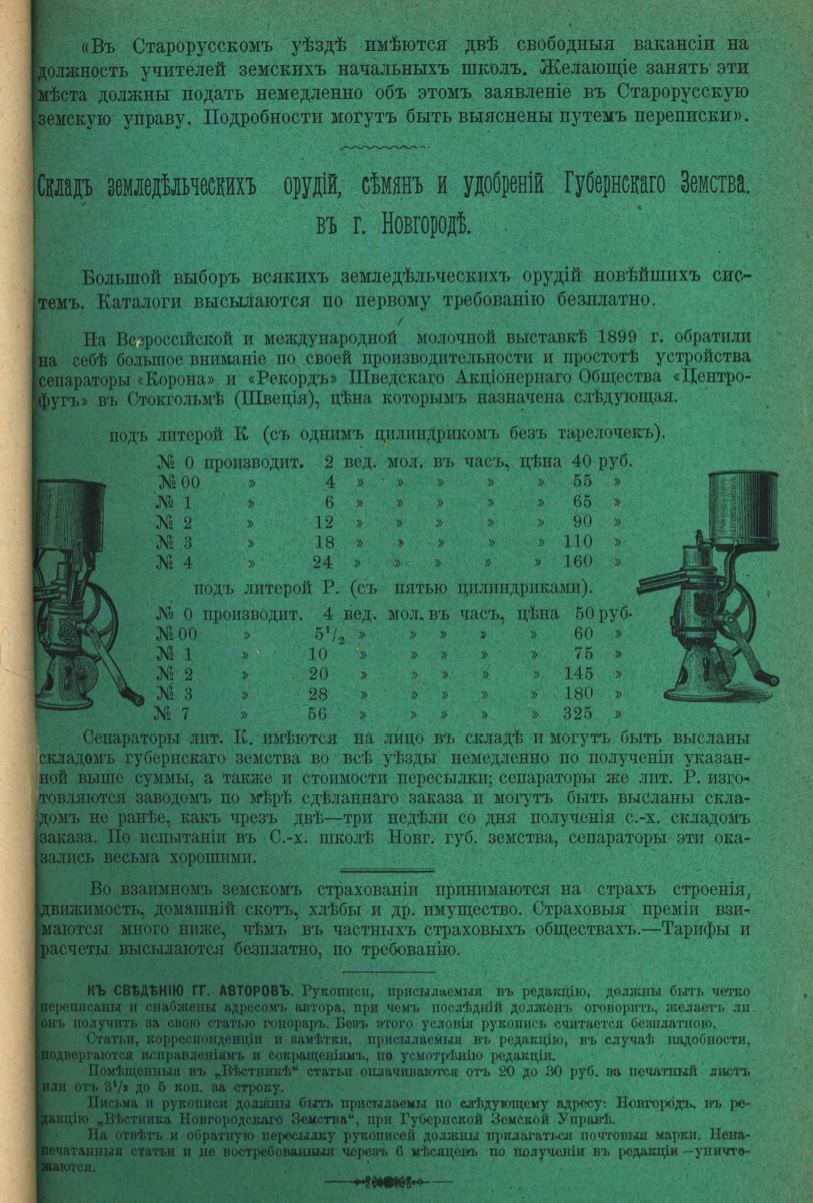 «Въ Старорусскомъ уѣздѣ имѣются двѣ свободныя вакансіи на
должность учителей земскихъ начальныхъ школъ. Желающіе занять эти
мѣста должны подать немедленно объ этомъ заявленіе въ Старорусскую
земскую управу. Подробности могутъ быть выяснены путемъ переписки».
Складъ земледѣльческихъ орудій, сѣмянъ и удобреній Губернскаго Земства.
въ г. Новгородѣ.
Большой выборъ всякихъ земледѣльческихъ орудій новѣйшихъ сис-
темъ. Каталоги высылаются по первому требованію безплатно.
На Всероссійской и международной молочной выставкѣ 1899 г. обратили
на себѣ большое вниманіе по своей производительности и простотѣ устройства
сепараторы «Корона» и «Рекордъ» Шведскаго Акціонернаго Общества «Центро-
фугъ» въ Стокгольмѣ (Швеція), цѣна которымъ назначена слѣдующая.
подъ литерой К (съ однимъ цилиндрикомъ безъ тарелочекъ).
№ 0 производит. 2 вед. мол. въ часъ, цѣна 40 руб.
№ 00 » 4 » » » » » 55 »
№ 1 » 6 » » » » » 65 »
№ 2 » 12 » » » » » 90 »
№ 3 » 18 » » » » » 110 »
№ 4 » 24 » » » » » 160 »
подъ литерой Р. (съ пятью цилиндриками).
№ 0 производит. 4 вед. мол. въ часъ, цѣна 50 руб.
№ 00 » 5¹/₂ » » » » » 60 »
№ 1 » 10 » » » » » 75 »
№ 2 » 20 » » » » » 145 »
№ 3 » 28 » » » » » 180 »
№ 7 » 56 » » » » » 325 »
Сепараторы лит. К. имѣются на лицо въ складѣ и могутъ быть высланы
складомъ губернскаго земства во всѣ уѣзды немедленно по полученіи указан-
ной выше суммы, а также и стоимости пересылки; сепараторы же лит. Р. изго-
товляются заводомъ по мѣрѣ сдѣланнаго заказа и могутъ быть высланы скла-
домъ не ранѣе, какъ чрезъ двѣ—три недѣли со дня полученія с.-х. складомъ
заказа. По испытаніи въ С.-х. школѣ Новг. губ. земства, сепараторы эти ока-
зались весьма хорошими.
Во взаимномъ земскомъ страхованіи принимаются на страхъ строенія,
движимость, домашній скотъ, хлѣбы и др. имущество. Страховыя преміи взи-
маются много ниже, чѣмъ въ частныхъ страховыхъ обществахъ.—Тарифы и
расчеты высылаются безплатно, по требованію.
КЪ СВѢДѢНІЮ ГГ. АВТОРОВЪ. Рукописи, присылаемыя въ редакцію, должны быть четко
переписаны и снабжены адресомъ автора, при чемъ послѣдній долженъ оговорить, желаетъ ли
онъ получить за свою статью гонораръ. Безъ этого условія рукопись считается безплатною.
Статьи, корреспонденціи и замѣтки, присылаемыя въ редакцію, въ случаѣ надобности,
подвергаются исправленіямъ и сокращеніямъ, по усмотрѣнію редакціи.
Помѣщенныя въ „Вѣстникѣ“ статьи оплачиваются отъ 20 до 30 руб. за печатный листъ
или отъ 3¹/₃ до 5 коп. за строку.
Письма и рукописи должны быть присылаемы по слѣдующему адресу: Новгородъ, въ ре-
дакцію „Вѣстника Новгородскаго Земства“, при Губернской Земской Управѣ.
На отвѣтъ и обратную пересылку рукописей должны прилагаться почтовыя марки. Нена-
печатанныя статьи и не востребованныя черезъ 6 мѣсяцевъ по полученіи въ редакціи—уничто-
жаются.